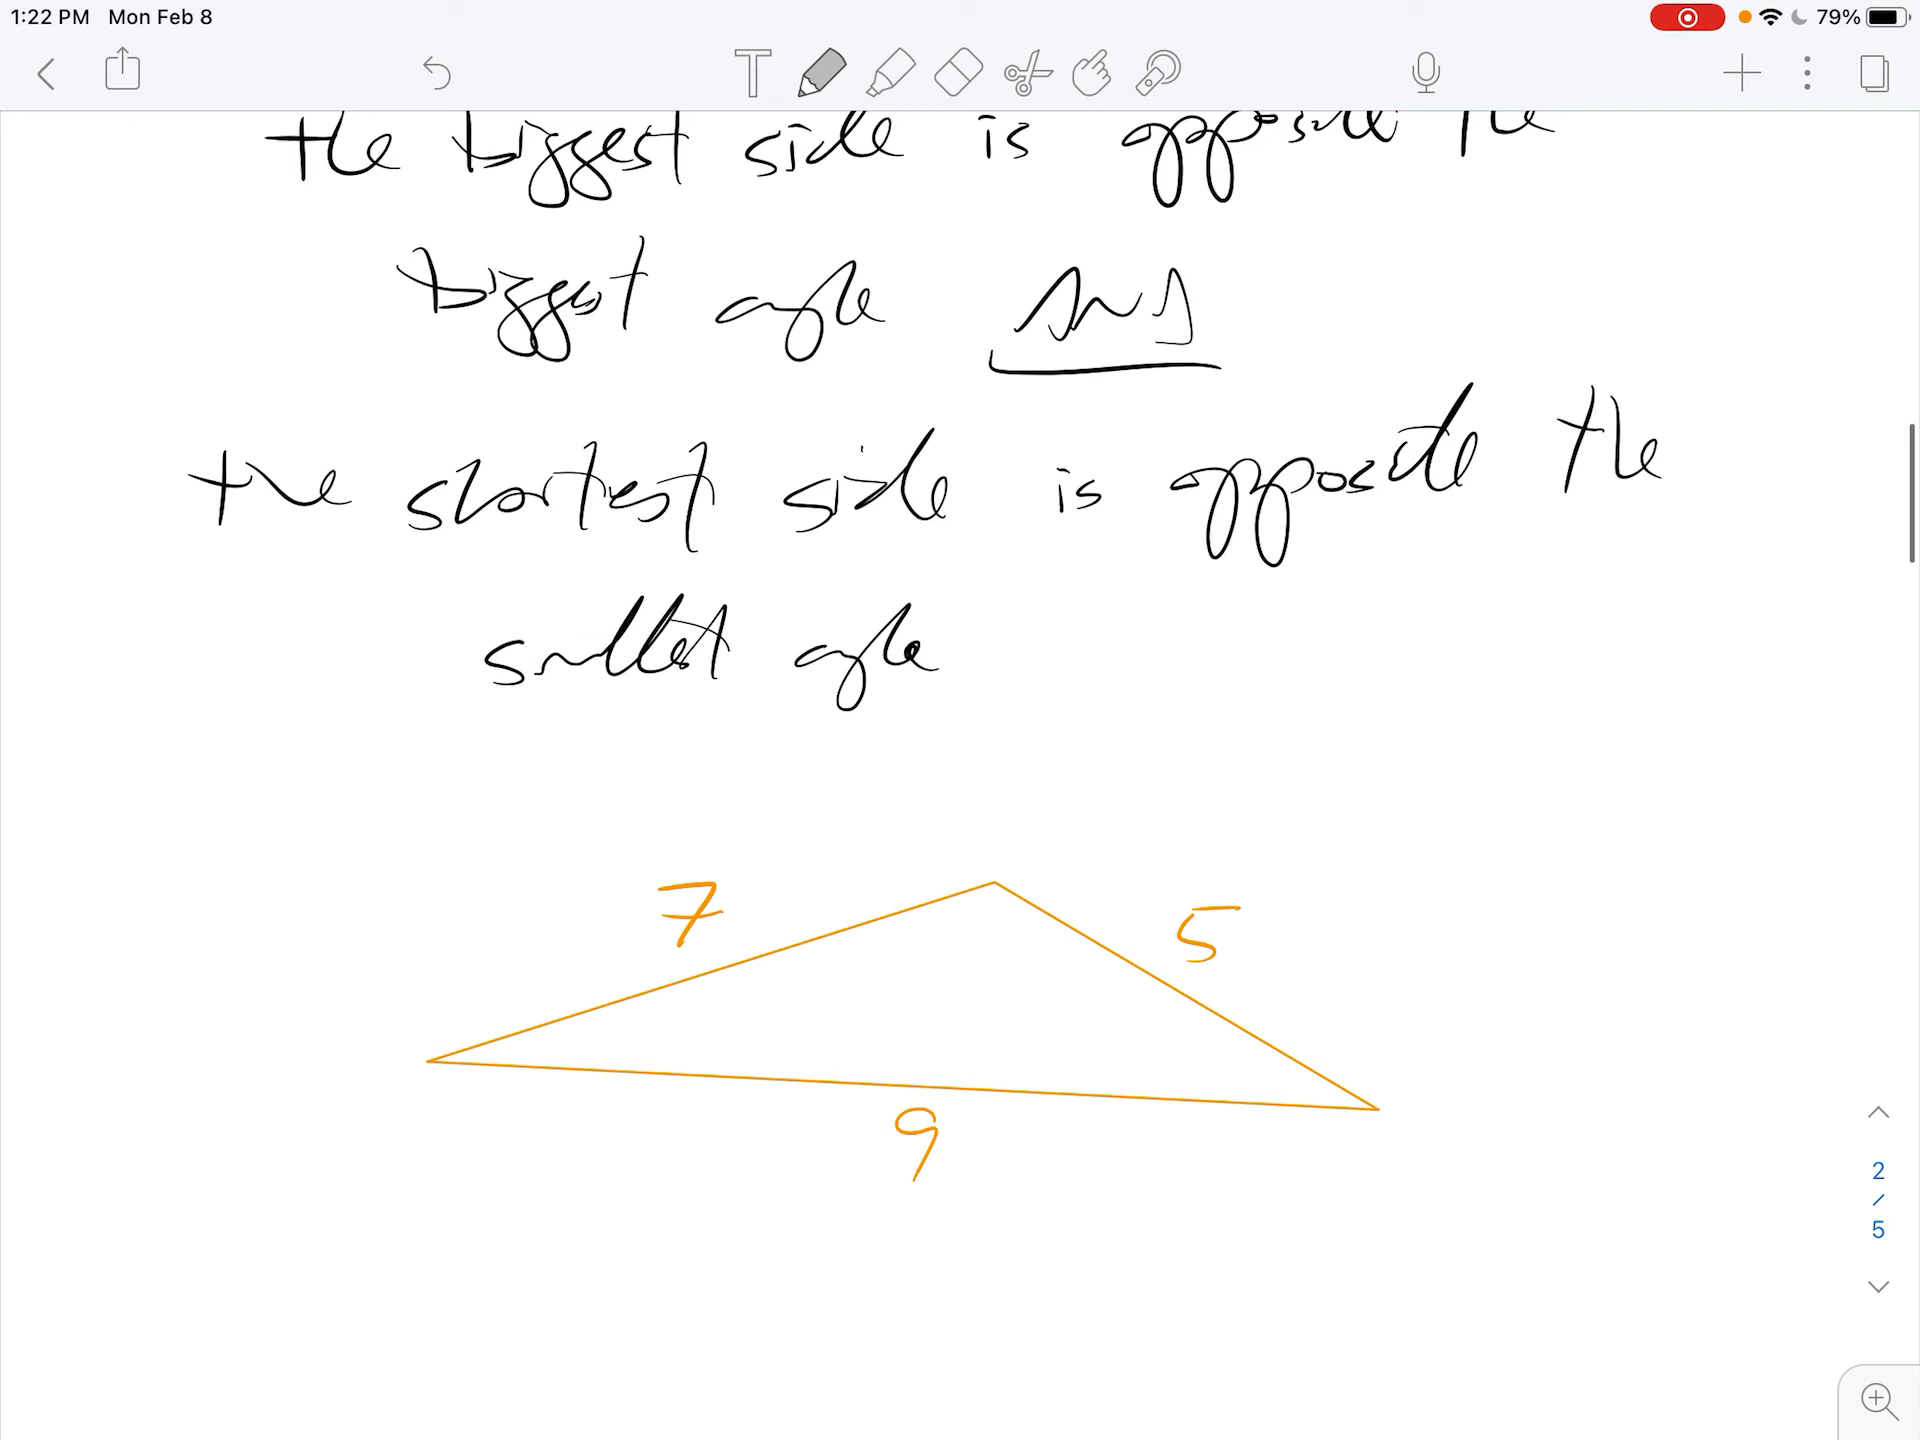 1:22 PM Mon Feb 8
79%
T
the biggest side is opposite the
biggest angle AND
the shortest side is opposite the
smallest angle
7
5
9
2
/
5